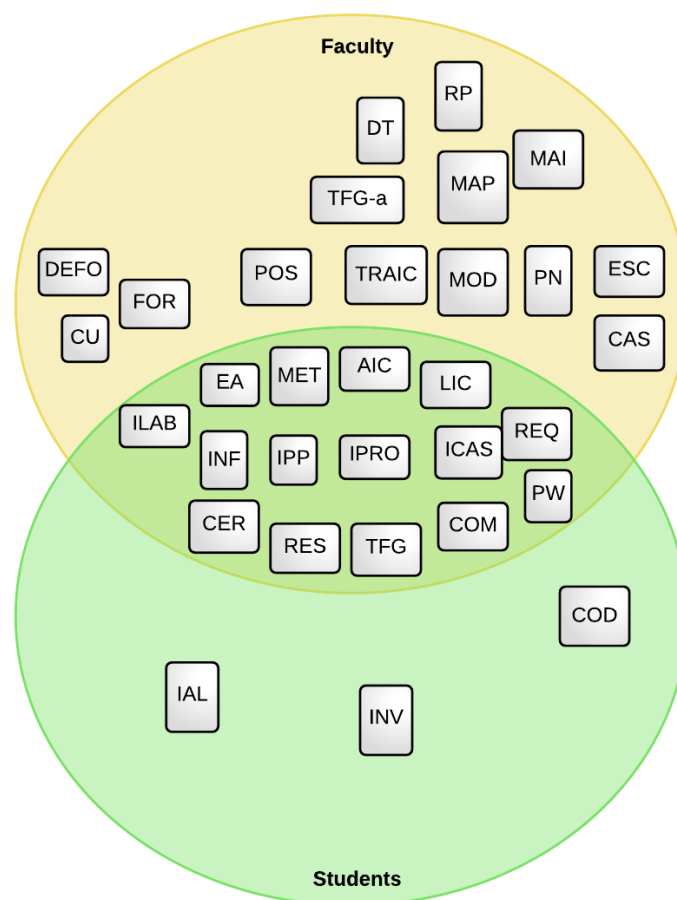 Faculty
RP
DT
MAI
MAP
TFG-a
DEFO
FOR
CU
POS
TRAIC
MOD
PN
ESC
CAS
EA
MET
AIC
LIC
ILAB
INF
IPP
IPRO
ICAS
REQ
PW
CER
RES
TFG
COM
COD
IAL
INV
Students